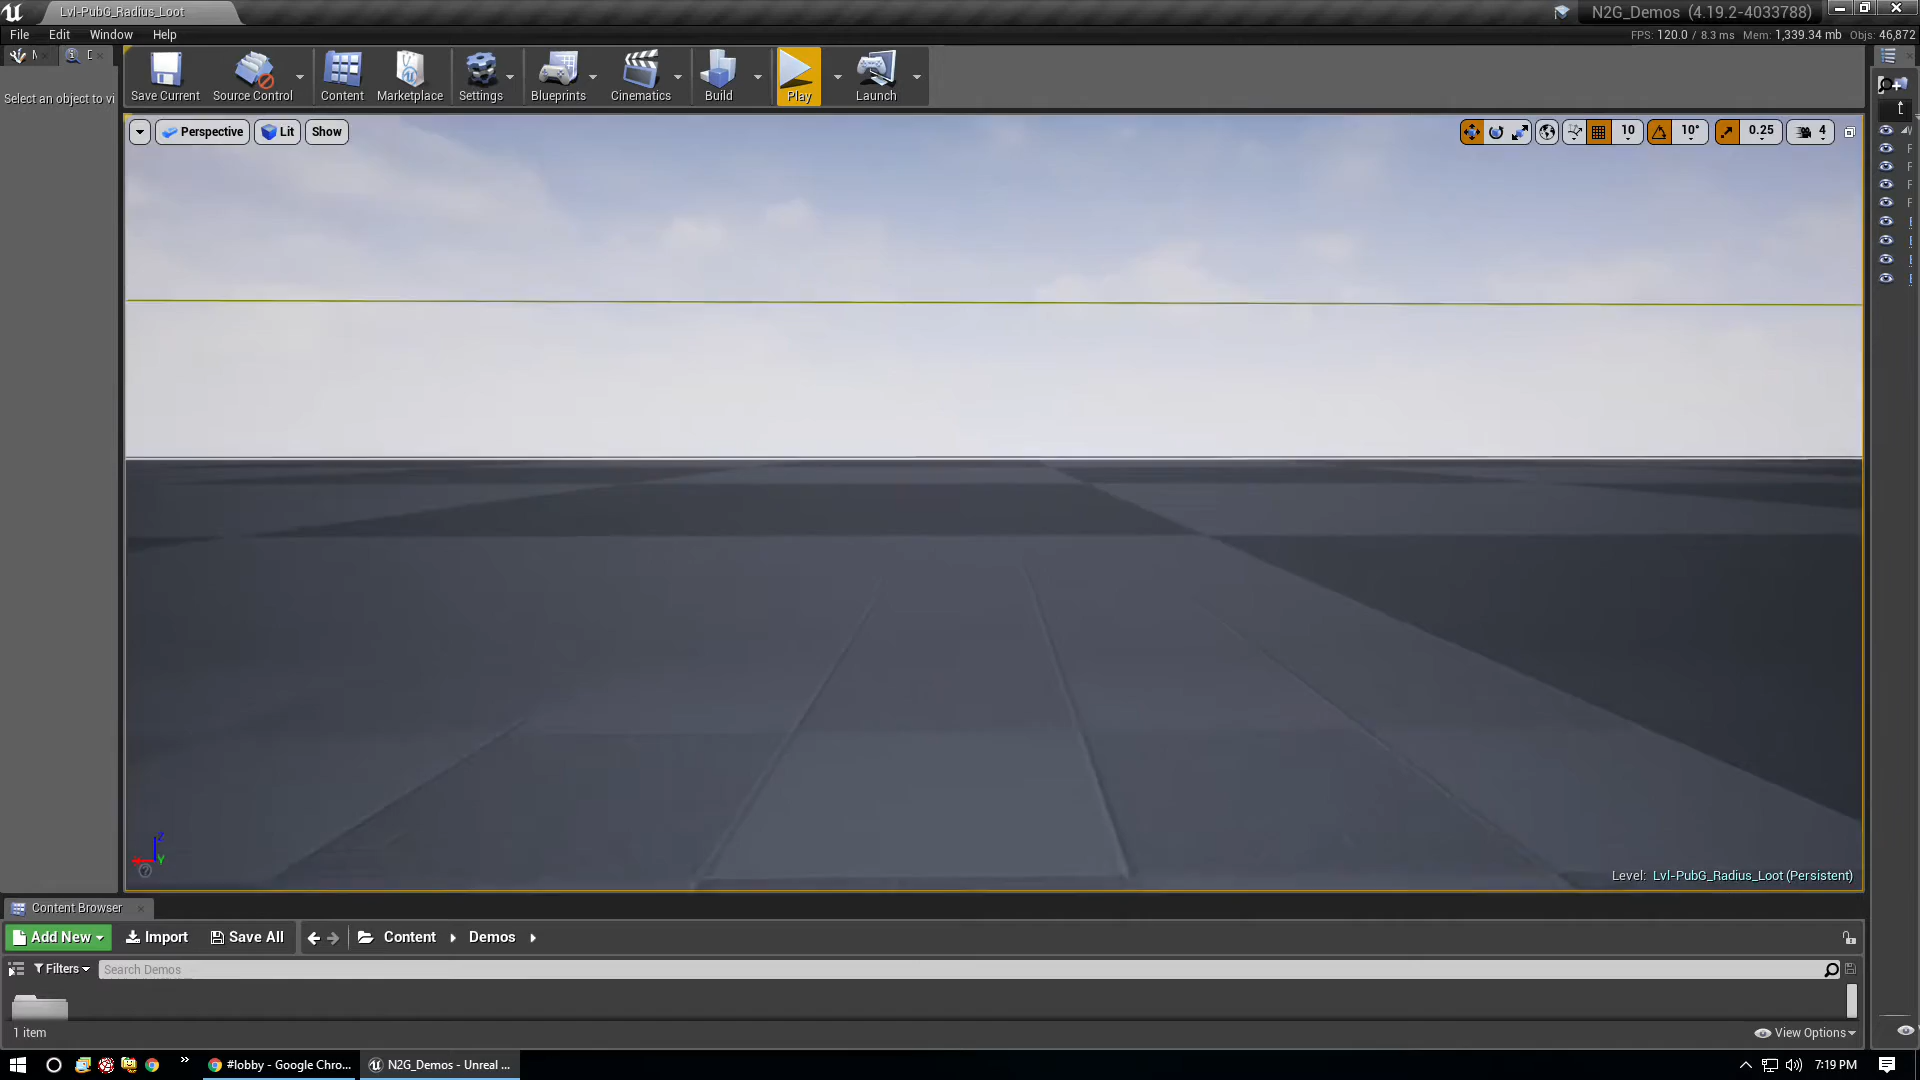 Lvl-PubG_Radius_Loot
N2G_Demos (4.19.2-4033788)
File Edit Window Help
FPS: 120.0 / 8.3 ms Mem: 1,339.34 mb Objs: 46,872
Select an object to vi
Save Current Source Control Content Marketplace Settings Blueprints Cinematics Build Play Launch
Perspective Lit Show
10 10° 0.25 4
Level: Lvl-PubG_Radius_Loot (Persistent)
Content Browser
Add New Import Save All Content Demos
Filters Search Demos
1 item
View Options
#lobby - Google Chro... N2G_Demos - Unreal ... 7:19 PM